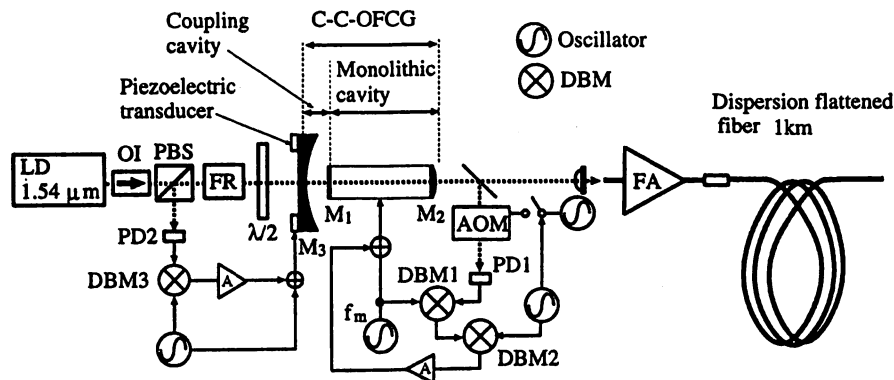 Coupling
cavity
C-C-OFCG
Monolithic
cavity
Piezoelectric
transducer
Oscillator
DBM
Dispersion flattened
fiber 1km
LD
1.54 μm
OI
PBS
FR
λ/2
M3
M1
M2
AOM
FA
PD2
PD1
DBM3
A
DBM1
fm
DBM2
A